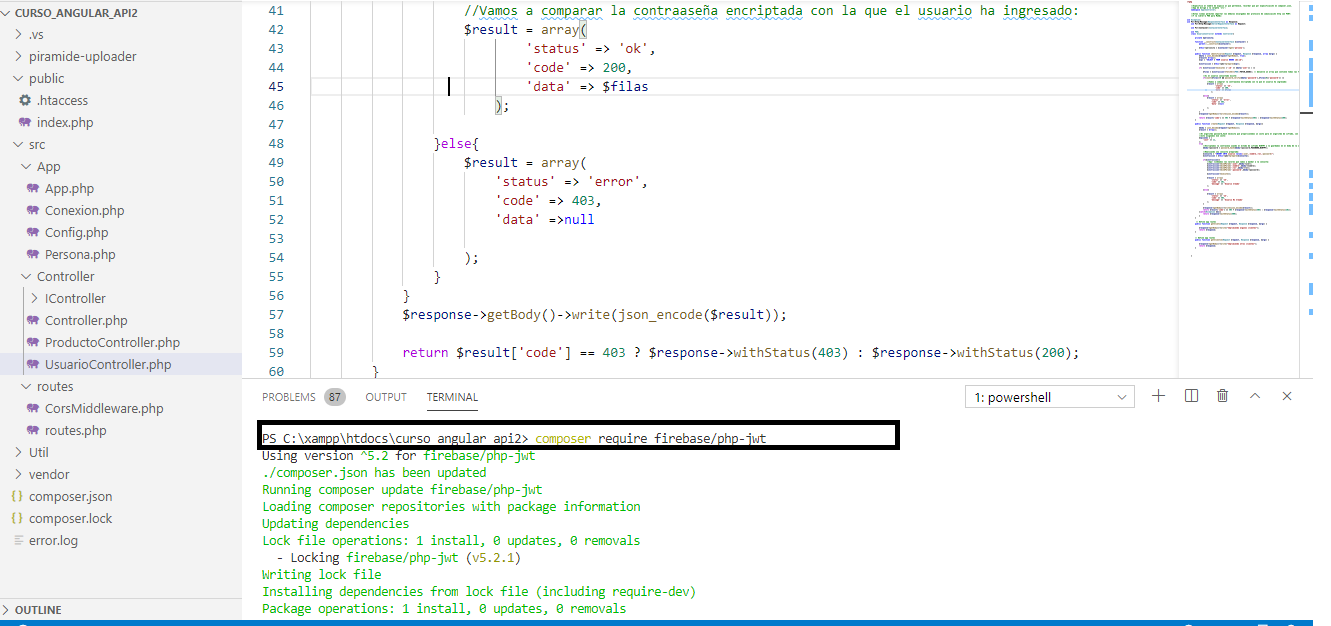 CURSO_ANGULAR_API2
.vs
piramide-uploader
public
.htaccess
index.php
src
App
App.php
Conexion.php
Config.php
Persona.php
Controller
IController
Controller.php
ProductoController.php
UsuarioController.php
routes
CorsMiddleware.php
routes.php
Util
vendor
composer.json
composer.lock
error.log
OUTLINE
41 //Vamos a comparar la contraaseña encriptada con la que el usuario ha ingresado:
42 $result = array(
43 'status' => 'ok',
44 'code' => 200,
45 'data' => $filas
46 );
47
48 }else{
49 $result = array(
50 'status' => 'error',
51 'code' => 403,
52 'data' =>null
53
54 );
55 }
56 }
57 $response->getBody()->write(json_encode($result));
58
59 return $result['code'] == 403 ? $response->withStatus(403) : $response->withStatus(200);
60 }
PROBLEMS 87 OUTPUT TERMINAL 1: powershell
PS C:\xampp\htdocs\curso_angular_api2> composer require firebase/php-jwt
Using version ^5.2 for firebase/php-jwt
./composer.json has been updated
Running composer update firebase/php-jwt
Loading composer repositories with package information
Updating dependencies
Lock file operations: 1 install, 0 updates, 0 removals
- Locking firebase/php-jwt (v5.2.1)
Writing lock file
Installing dependencies from lock file (including require-dev)
Package operations: 1 install, 0 updates, 0 removals